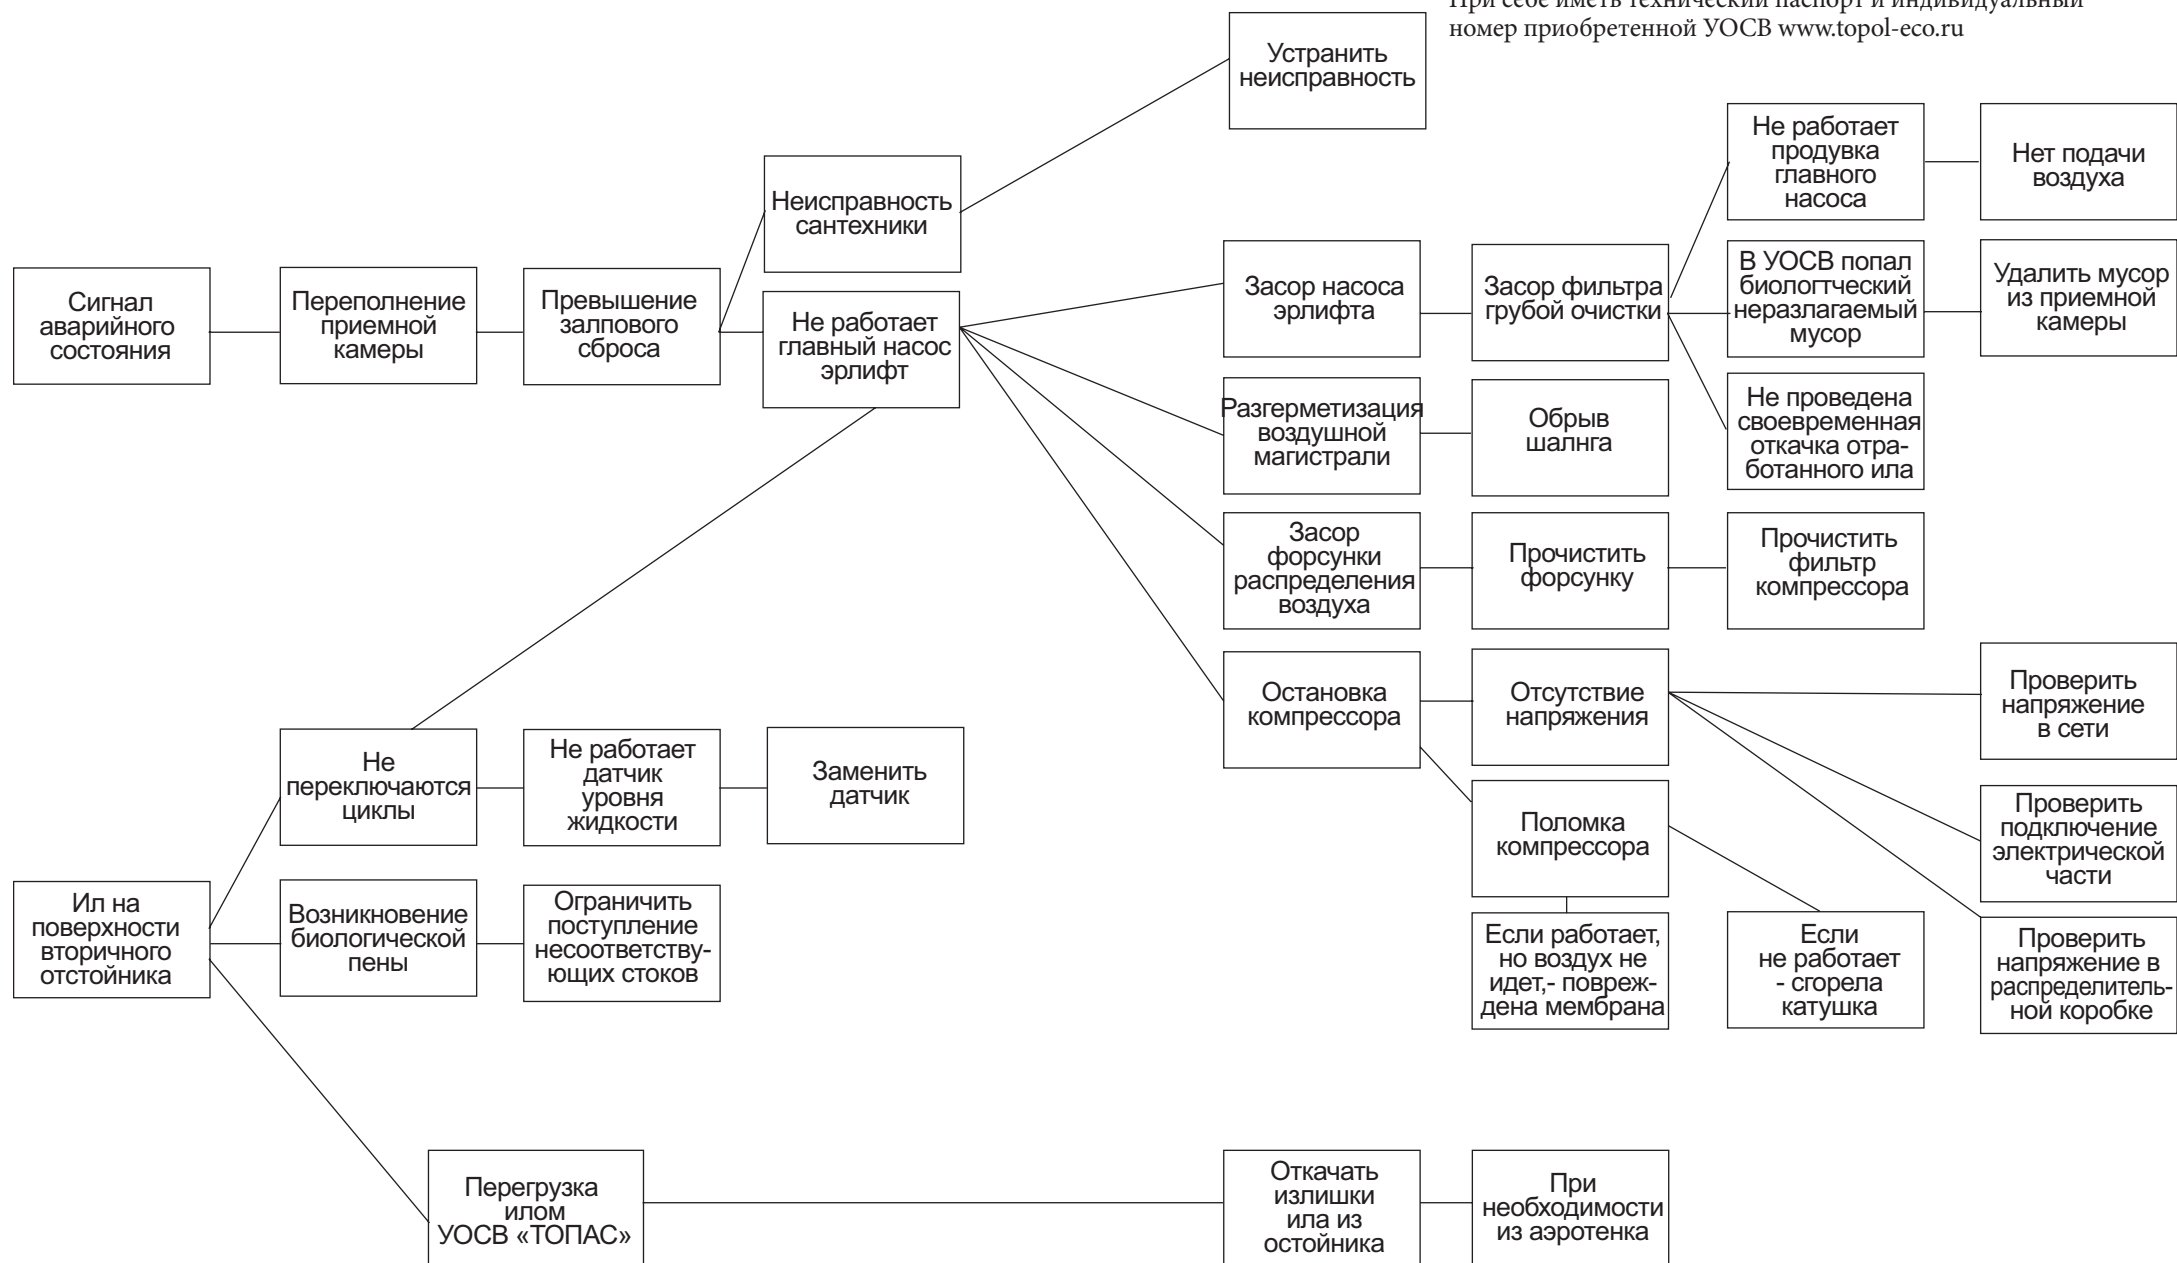 При себе иметь технический паспорт и индивидуальный
номер приобретенной УОСВ www.topol-eco.ru
Устранить
неисправность
Не работает
продувка
главного
насоса
Нет подачи
воздуха
Неисправность
сантехники
Сигнал
аварийного
состояния
Переполнение
приемной
камеры
Превышение
залпового
сброса
Не работает
главный насос
эрлифт
Засор насоса
эрлифта
Засор фильтра
грубой очистки
В УОСВ попал
биологтческий
неразлагаемый
мусор
Удалить мусор
из приемной
камеры
Разгерметизация
воздушной
магистрали
Обрыв
шалнга
Не проведена
своевременная
откачка отра-
ботанного ила
Засор
форсунки
распределения
воздуха
Прочистить
форсунку
Прочистить
фильтр
компрессора
Остановка
компрессора
Отсутствие
напряжения
Проверить
напряжение
в сети
Не
переключаются
циклы
Не работает
датчик
уровня
жидкости
Заменить
датчик
Поломка
компрессора
Проверить
подключение
электрической
части
Ил на
поверхности
вторичного
отстойника
Возникновение
биологической
пены
Ограничить
поступление
несоответству-
ющих стоков
Если работает,
но воздух не
идет,- повреж-
дена мембрана
Если
не работает
- сгорела
катушка
Проверить
напряжение в
распределитель-
ной коробке
Перегрузка
илом
УОСВ «ТОПАС»
Откачать
излишки
ила из
остойника
При
необходимости
из аэротенка